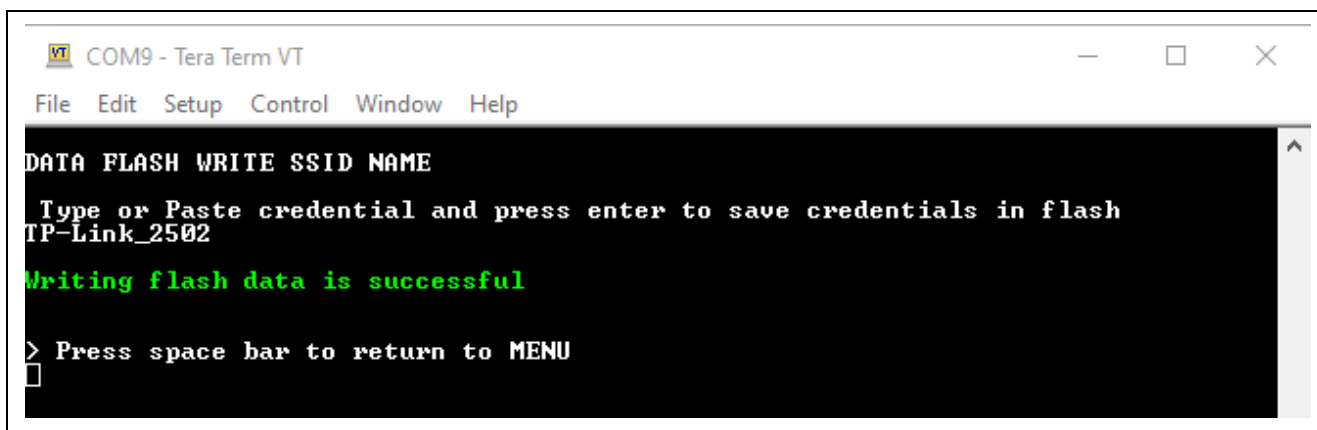 COM9 - Tera Term VT
File Edit Setup Control Window Help
DATA FLASH WRITE SSID NAME
Type or Paste credential and press enter to save credentials in flash
TP-Link_2502
Writing flash data is successful
> Press space bar to return to MENU